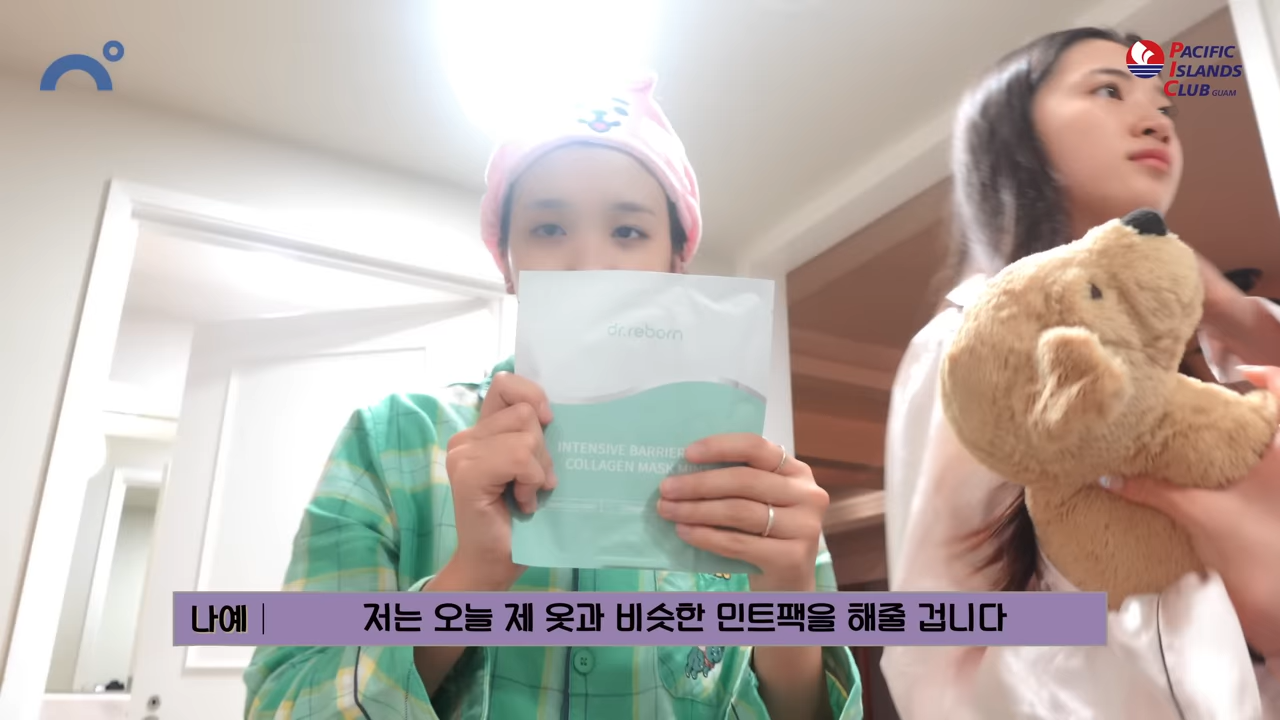 PACIFIC
ISLANDS
CLUB GUAM
dr.reborn
INTENSIVE BARRIER
COLLAGEN MASK
나예 저는 오늘 제 옷과 비슷한 민트팩을 해줄 겁니다